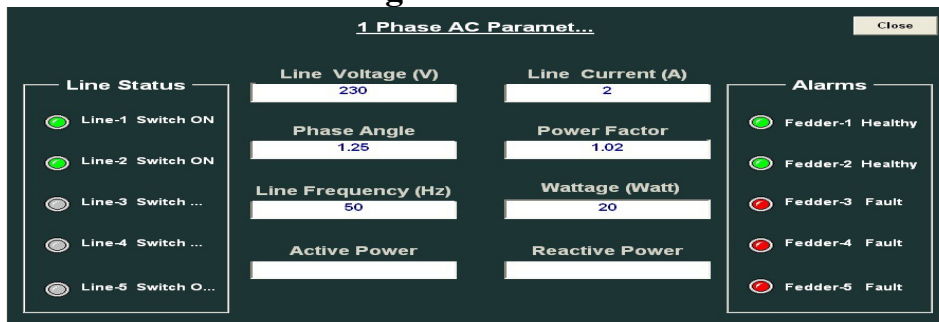 1 Phase AC Paramet...
Close
Line Status
Line-1 Switch ON
Line-2 Switch ON
Line-3 Switch ...
Line-4 Switch ...
Line-5 Switch O...
Line Voltage (V)
230
Line Current (A)
2
Phase Angle
1.25
Power Factor
1.02
Line Frequency (Hz)
50
Wattage (Watt)
20
Active Power
Reactive Power
Alarms
Fedder-1 Healthy
Fedder-2 Healthy
Fedder-3 Fault
Fedder-4 Fault
Fedder-5 Fault